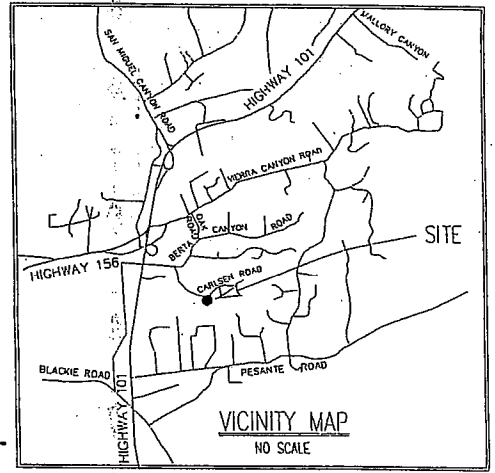 MALLORY CANYON
SAN MIGUEL CANYON ROAD
HIGHWAY 101
VIERRA CANYON ROAD
OAK
ROAD
CANYON ROAD
BERTA
SITE
HIGHWAY 156
CARLSEN ROAD
BLACKIE ROAD
PESANTE ROAD
HIGHWAY 101
VICINITY MAP
NO SCALE